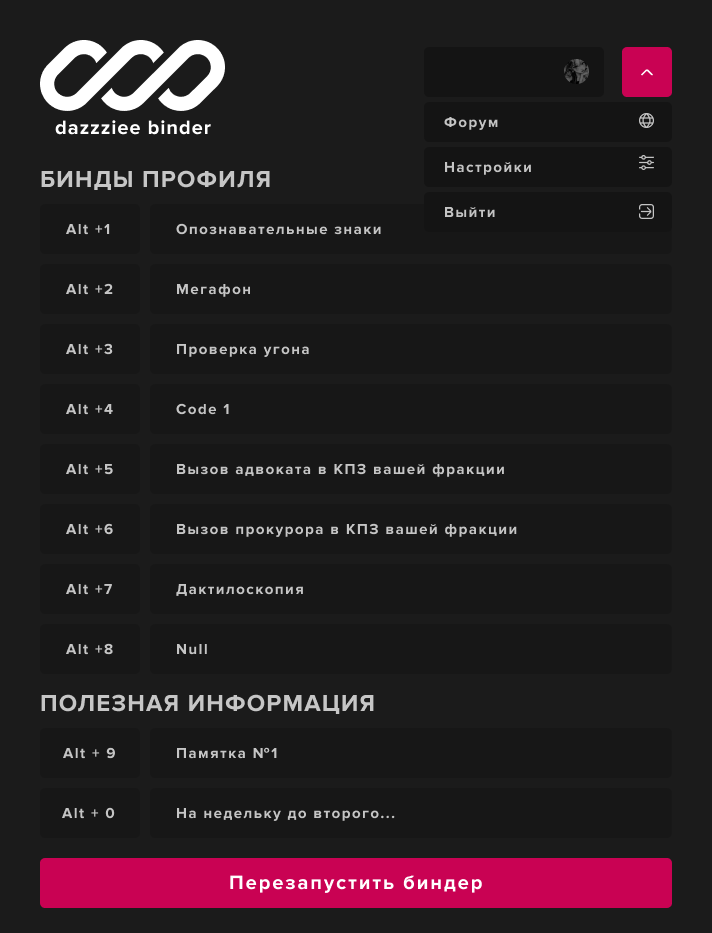 dazzziee binder
Форум
Настройки
Выйти
БИНДЫ ПРОФИЛЯ
Alt +1 Опознавательные знаки
Alt +2 Мегафон
Alt +3 Проверка угона
Alt +4 Code 1
Alt +5 Вызов адвоката в КПЗ вашей фракции
Alt +6 Вызов прокурора в КПЗ вашей фракции
Alt +7 Дактилоскопия
Alt +8 Null
ПОЛЕЗНАЯ ИНФОРМАЦИЯ
Alt + 9 Памятка №1
Alt + 0 На недельку до второго...
Перезапустить биндер